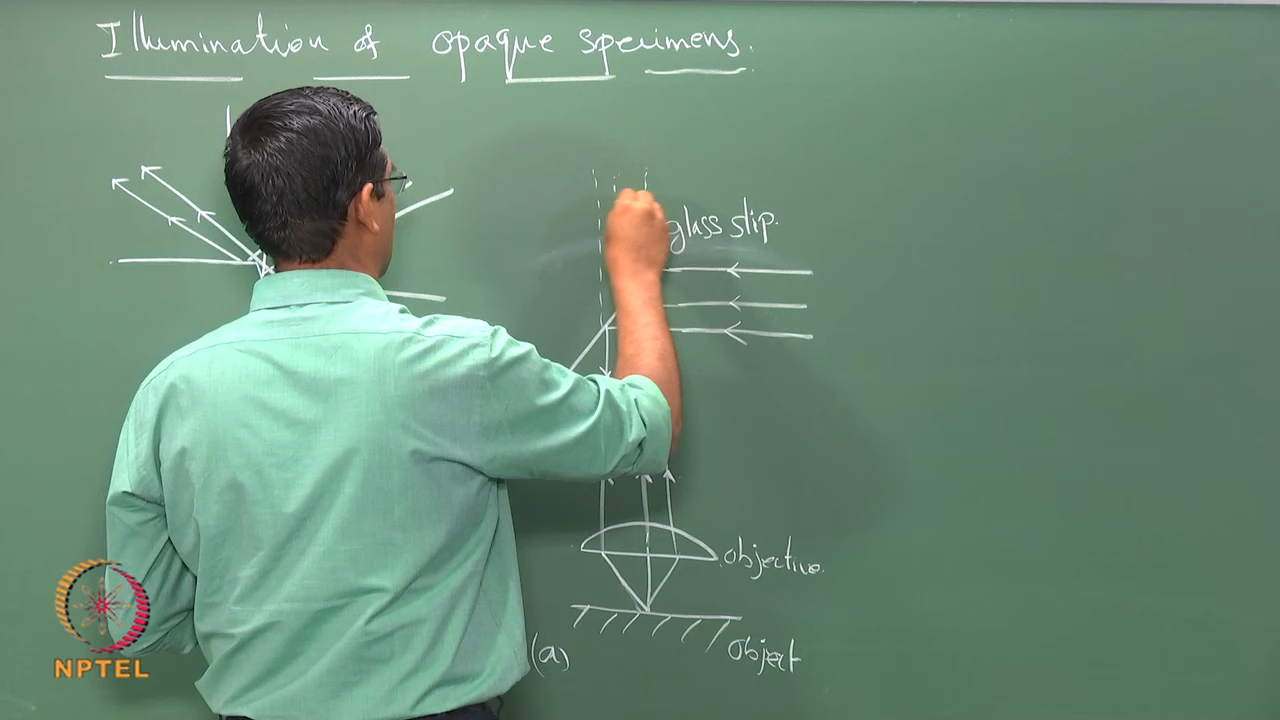 Illumination of opaque specimens.
glass slip.
objective.
(a)
Object
NPTEL